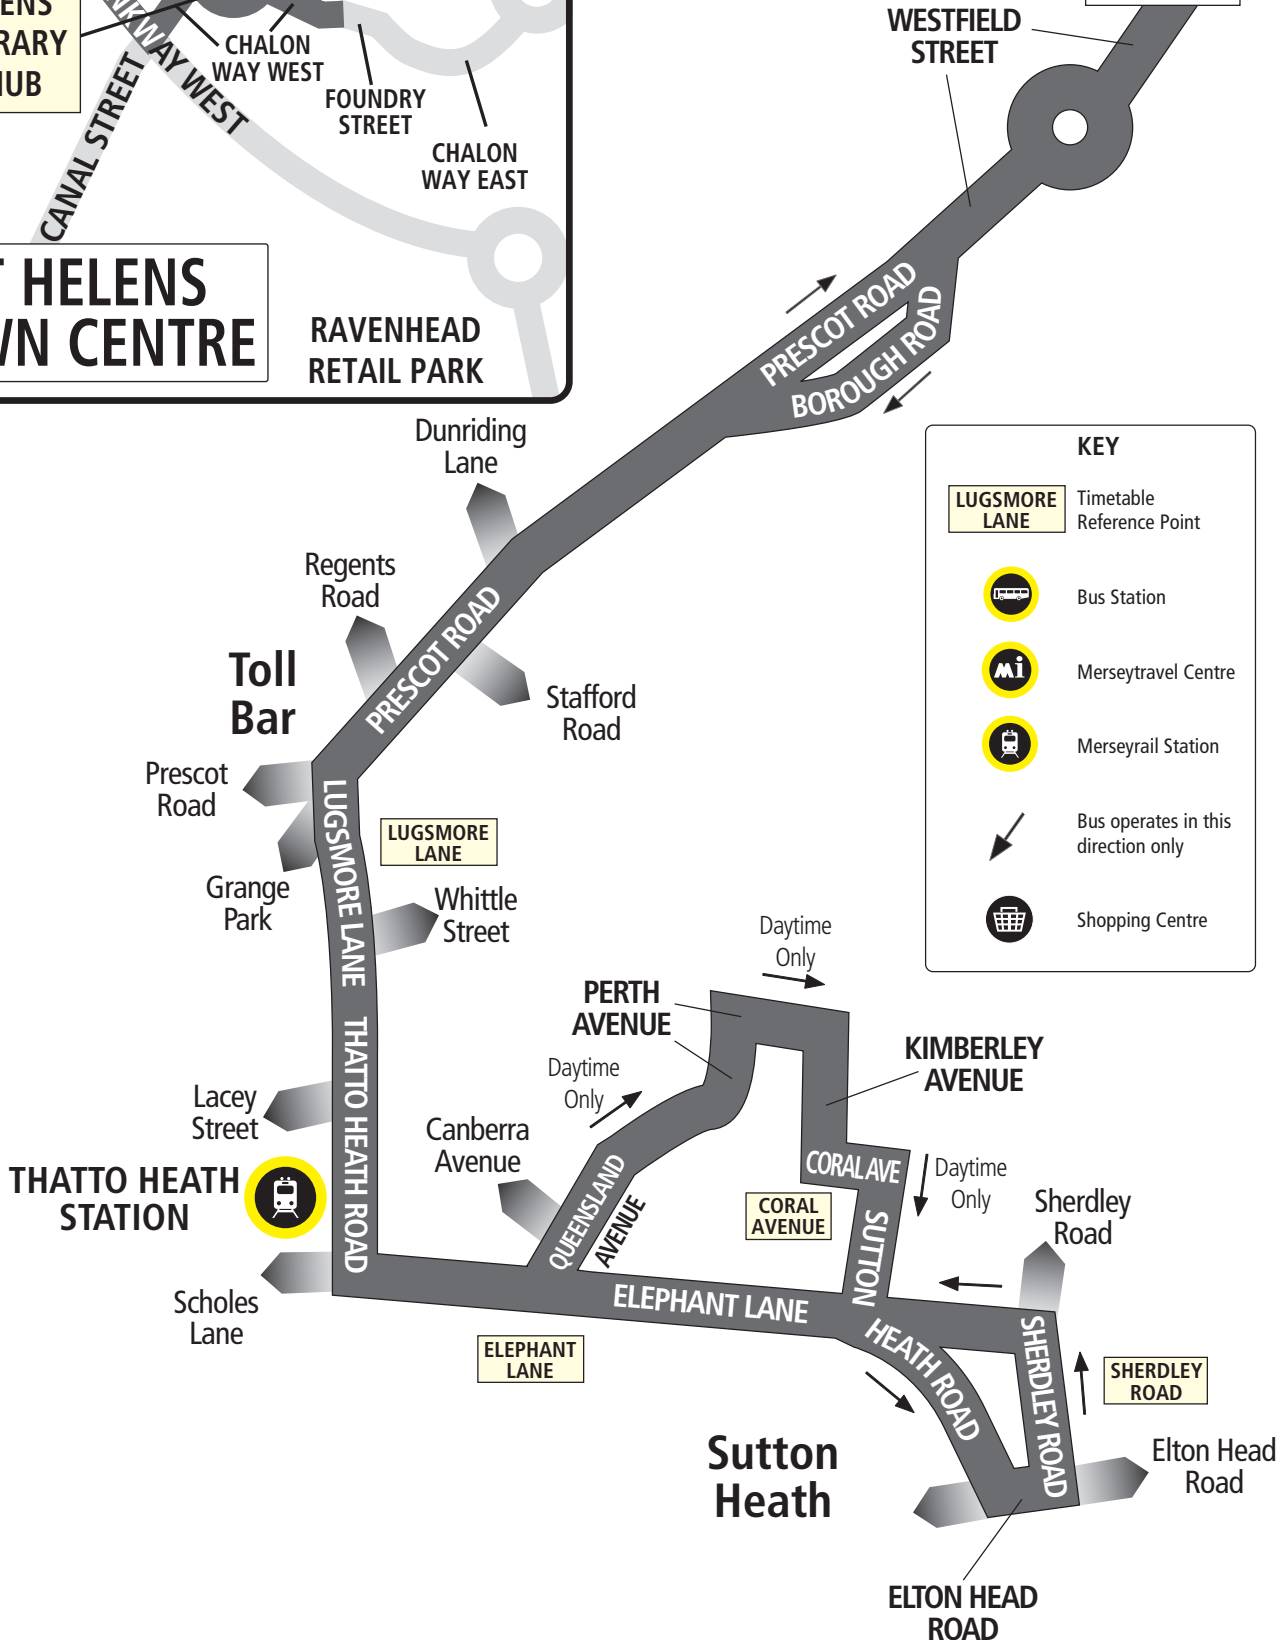 CHALON
WAY WEST
FOUNDRY
STREET
CHALON
WAY EAST
CANAL STREET
WAY WEST
HELENS
CENTRE
RAVENHEAD
RETAIL PARK
WESTFIELD
STREET
PRESCOT ROAD
BOROUGH ROAD
Dunriding
Lane
Regents
Road
PRESCOT ROAD
Stafford
Road
Toll
Bar
Prescot
Road
Grange
Park
LUGSMORE LANE
LUGSMORE
LANE
Whittle
Street
THATTO HEATH ROAD
Lacey
Street
THATTO HEATH
STATION
Scholes
Lane
KEY
LUGSMORE
LANE
Timetable
Reference Point
Bus Station
mi
Merseytravel Centre
Merseyrail Station
Bus operates in this
direction only
Shopping Centre
Daytime
Only
PERTH
AVENUE
KIMBERLEY
AVENUE
Daytime
Only
Canberra
Avenue
QUEENSLAND
AVENUE
CORAL AVE
Daytime
Only
CORAL
AVENUE
Sherdley
Road
SUTTON
ELEPHANT LANE
ELEPHANT
LANE
HEATH ROAD
SHERDLEY ROAD
SHERDLEY
ROAD
Sutton
Heath
Elton Head
Road
ELTON HEAD
ROAD